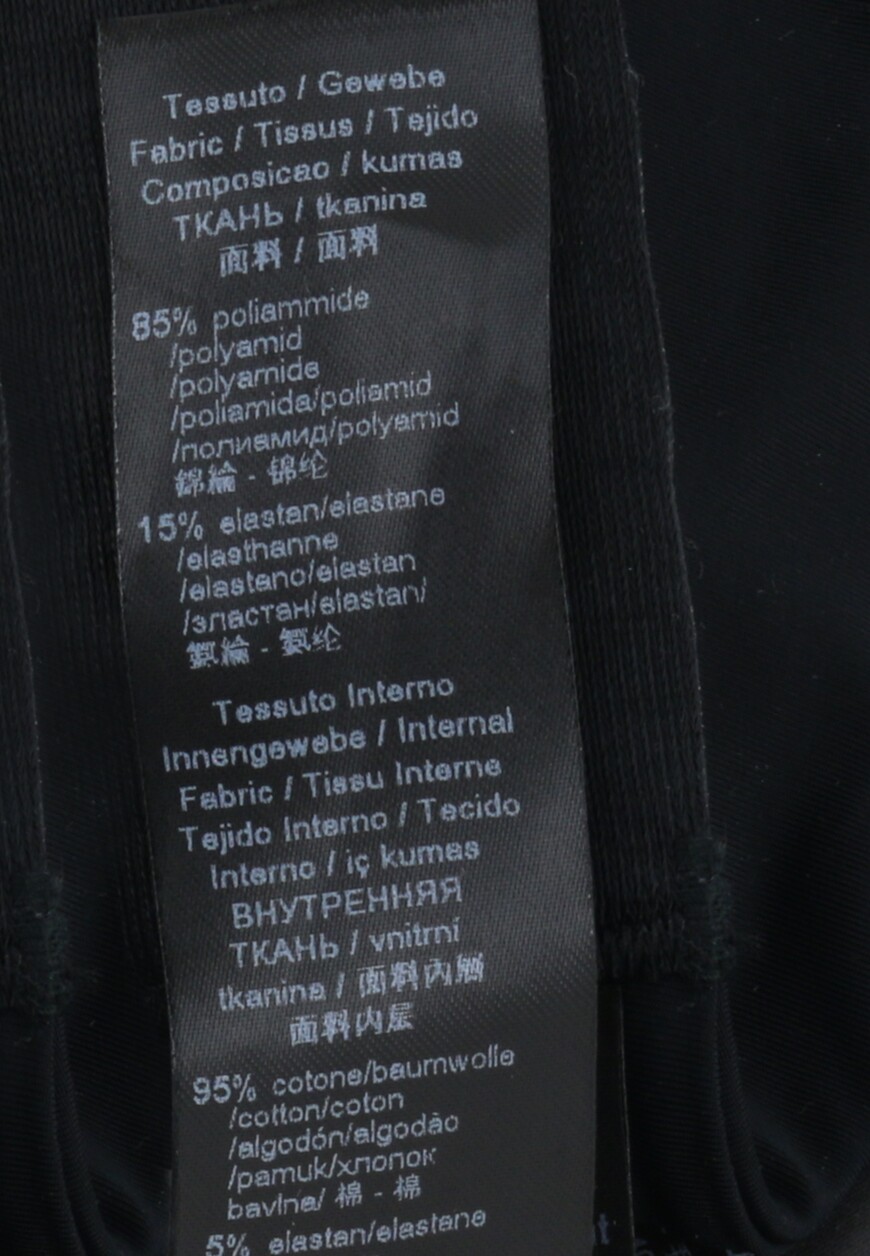 Tessuto / Gewebe
Fabric / Tissus / Tejido
Composicao / kumas
ТКАНЬ / tkanina
面料 / 面料
85% poliammide
/polyamid
/polyamide
/poliamida/poliamid
/полиамид/polyamid
錦綸 - 锦纶
15% elastan/elastane
/elasthanne
/elastano/elastan
/эластан/elastan/
氨綸 - 氨纶
Tessuto Interno
Innengewebe / Internal
Fabric / Tissu Interne
Tejido Interno / Tecido
Interno / iç kumas
ВНУТРЕННЯЯ
ТКАНЬ / vnitrní
tkanina / 面料內層
面料内层
95% cotone/baumwolle
/cotton/coton
/algodón/algodão
/pamuk/хлопок
bavlna/ 棉 - 棉
5% elastan/elastane